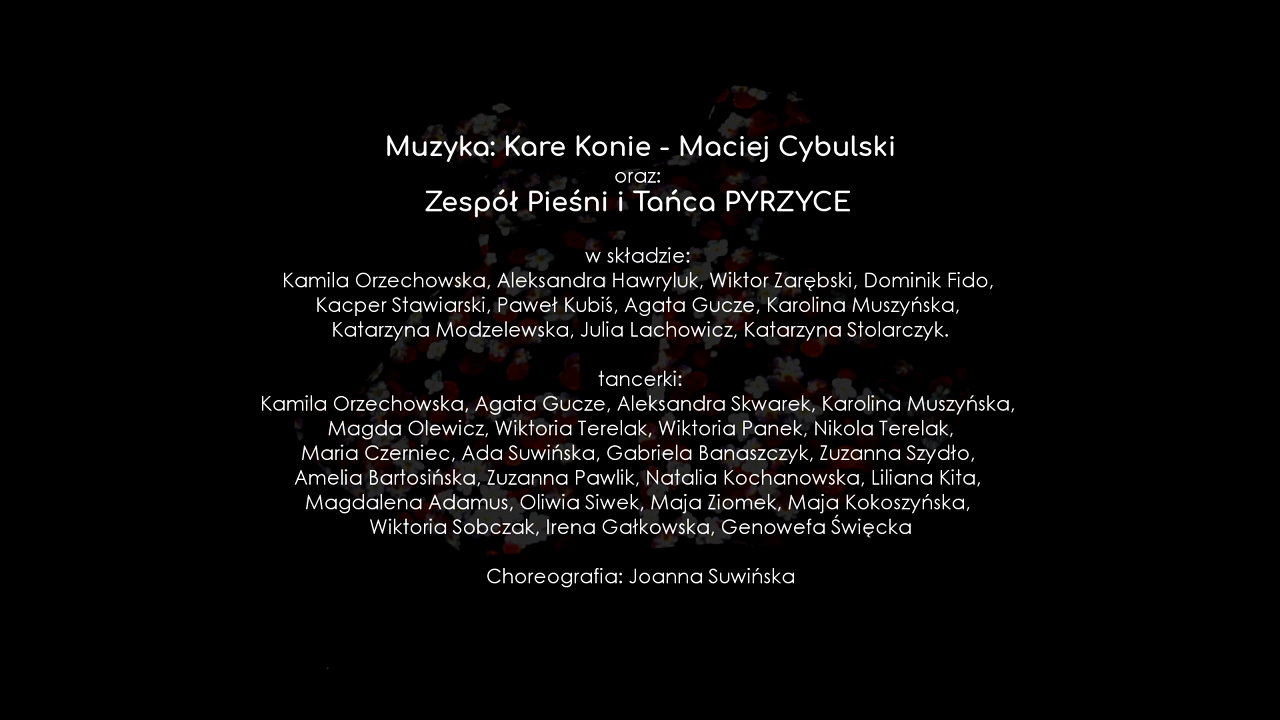 Muzyka: Kare Konie - Maciej Cybulski
oraz:
Zespół Pieśni i Tańca PYRZYCE
w składzie:
Kamila Orzechowska, Aleksandra Hawryluk, Wiktor Zarębski, Dominik Fido,
Kacper Stawiarski, Paweł Kubiś, Agata Gucze, Karolina Muszyńska,
Katarzyna Modzelewska, Julia Lachowicz, Katarzyna Stolarczyk.
tancerki:
Kamila Orzechowska, Agata Gucze, Aleksandra Skwarek, Karolina Muszyńska,
Magda Olewicz, Wiktoria Terelak, Wiktoria Panek, Nikola Terelak,
Maria Czerniec, Ada Suwińska, Gabriela Banaszczyk, Zuzanna Szydło,
Amelia Bartosińska, Zuzanna Pawlik, Natalia Kochanowska, Liliana Kita,
Magdalena Adamus, Oliwia Siwek, Maja Ziomek, Maja Kokoszyńska,
Wiktoria Sobczak, Irena Gałkowska, Genowefa Święcka
Choreografia: Joanna Suwińska